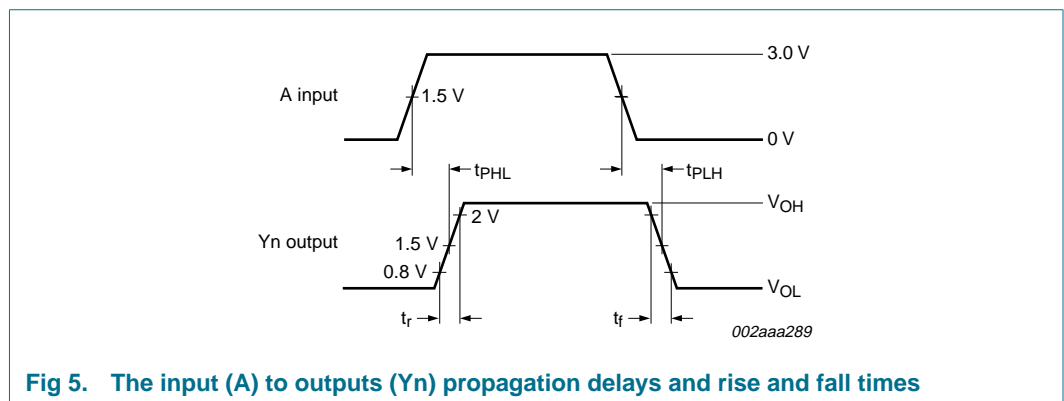 3.0 V
A input
1.5 V
0 V
tPHL
tPLH
VOH
2 V
Yn output
1.5 V
0.8 V
VOL
tr
tf
002aaa289
Fig 5. The input (A) to outputs (Yn) propagation delays and rise and fall times